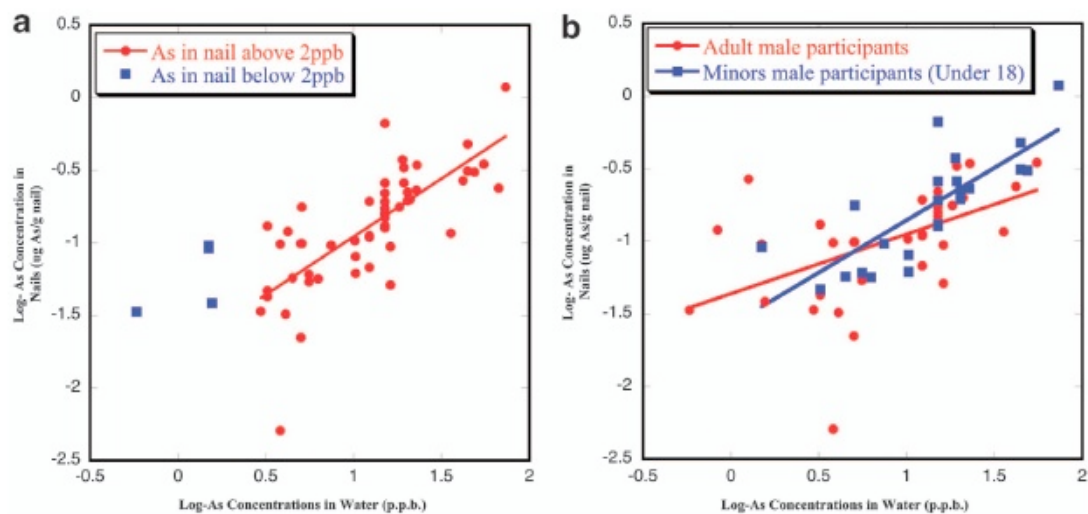 a
As in nail above 2ppb
As in nail below 2ppb
0.5
0
-0.5
-1
-1.5
-2
-2.5
Log- As Concentration in
Nails (ug As/g nail)
-0.5 0 0.5 1 1.5 2
Log-As Concentrations in Water (p.p.b.)
b
Adult male participants
Minors male participants (Under 18)
0.5
0
-0.5
-1
-1.5
-2
-2.5
Log- As Concentration in
Nails (ug As/g nail)
-0.5 0 0.5 1 1.5 2
Log-As Concentrations in Water (p.p.b.)